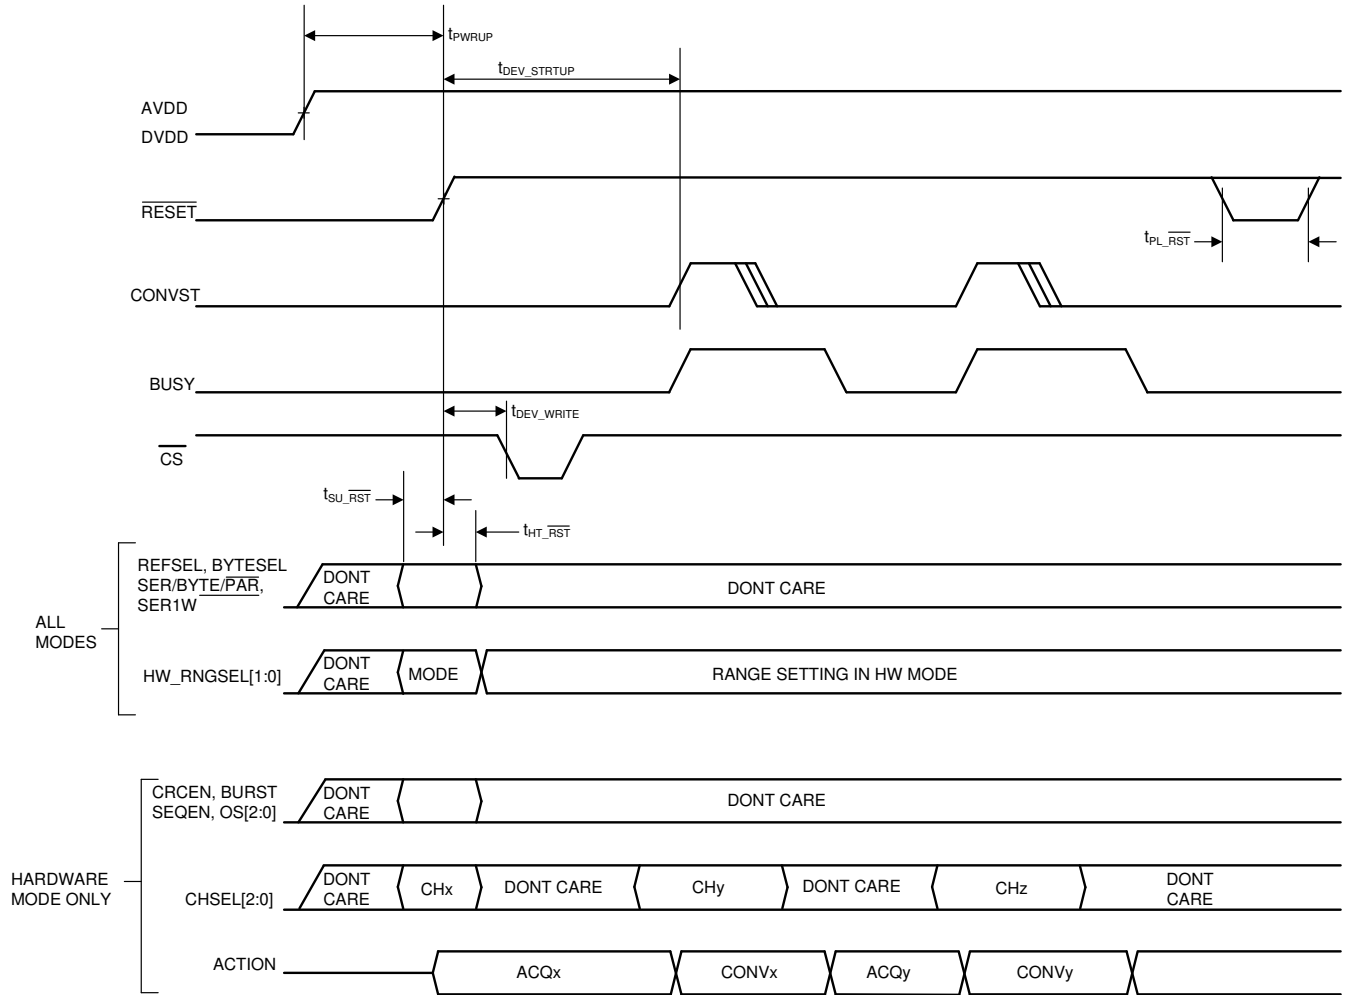 tPWRUP
tDEV_STRTUP
AVDD
DVDD
RESET
tPL_RST
CONVST
BUSY
tDEV_WRITE
CS
tSU_RST
tHT_RST
REFSEL, BYTESEL
SER/BYTE/PAR,
SER1W
DONT
CARE
DONT CARE
ALL
MODES
HW_RNGSEL[1:0]
DONT
CARE
MODE
RANGE SETTING IN HW MODE
CRCEN, BURST
SEQEN, OS[2:0]
DONT
CARE
DONT CARE
HARDWARE
MODE ONLY
CHSEL[2:0]
DONT
CARE
CHx
DONT CARE
CHy
DONT CARE
CHz
DONT
CARE
ACTION
ACQx
CONVx
ACQy
CONVy